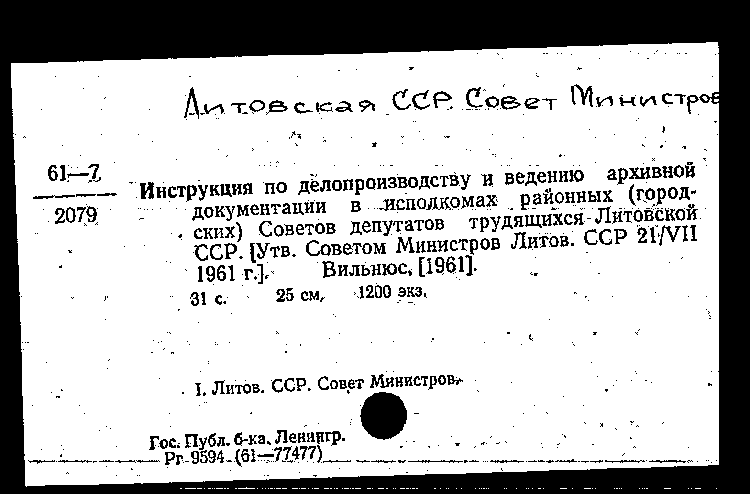 Литовская ССР. Совет Министров
61—7
2079
Инструкция по делопроизводству и ведению архивной
документации в исполкомах районных (город-
ских) Советов депутатов трудящихся Литовской
ССР. [Утв. Советом Министров Литов. ССР 21/VII
1961 г.]. Вильнюс, [1961].
31 с. 25 см. 1200 экз.
I. Литов. ССР. Совет Министров.
Гос. Публ. б-ка. Ленингр.
Рг 9594 (61—77477)